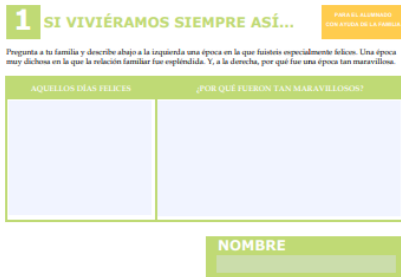 1 SI VIVIÉRAMOS SIEMPRE ASÍ...
PARA EL ALUMNADO
CON AYUDA DE LA FAMILIA
Pregunta a tu familia y describe abajo a la izquierda una época en la que fuisteis especialmente felices. Una época
muy dichosa en la que la relación familiar fue espléndida. Y, a la derecha, por qué fue una época tan maravillosa.
AQUELLOS DÍAS FELICES
¿POR QUÉ FUERON TAN MARAVILLOSOS?
NOMBRE